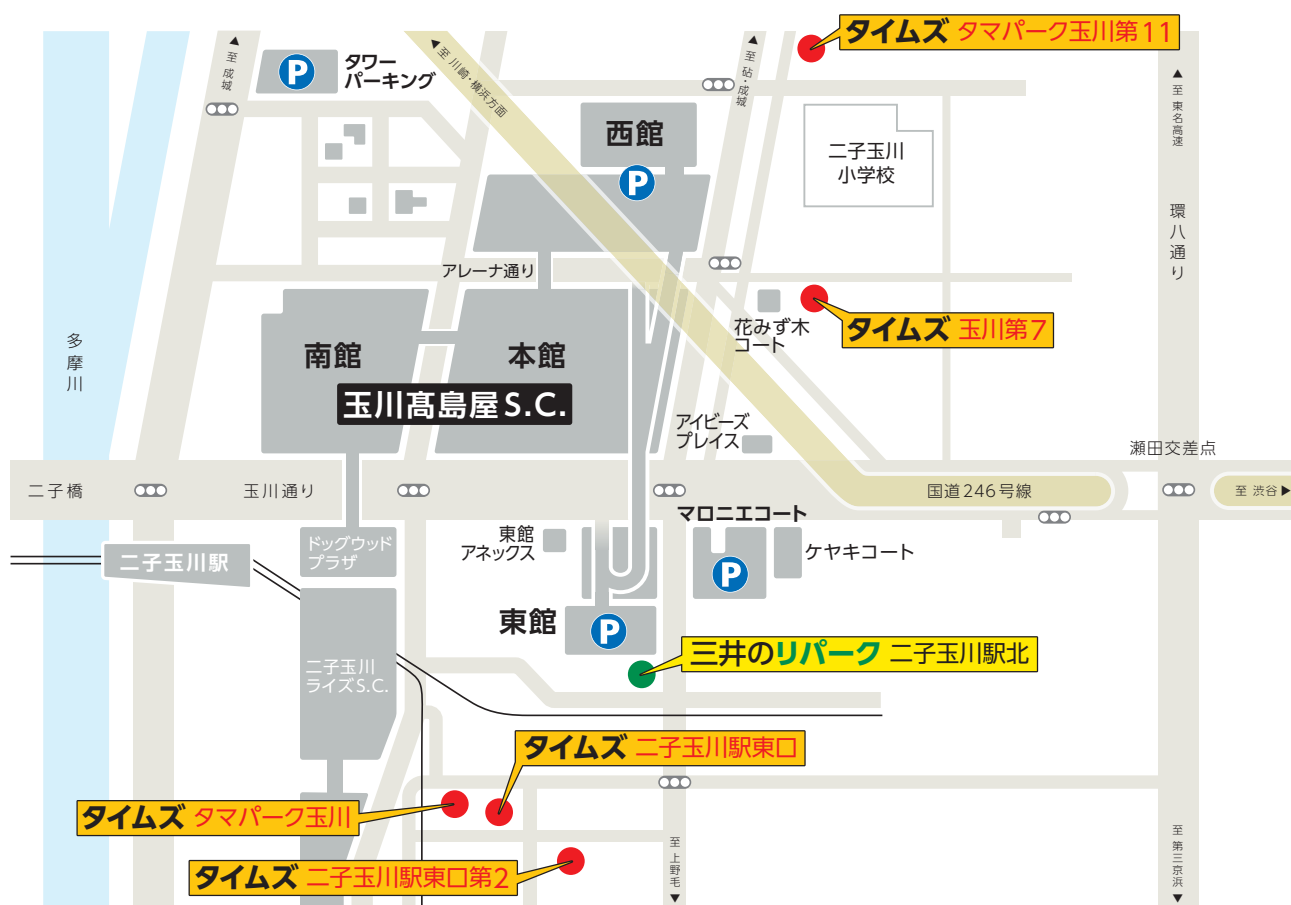 タイムズ タマパーク玉川第11
▲至 成城
P
タワー
パーキング
▲至 川崎・横浜方面
▲至 砧・成城
▲至 東名高速
西館
P
二子玉川
小学校
環八通り
アレーナ通り
花みず木
コート
タイムズ 玉川第7
多摩川
南館
本館
玉川髙島屋S.C.
アイビーズ
プレイス
瀬田交差点
二子橋
玉川通り
国道246号線
至 渋谷▶
マロニエコート
東館
アネックス
ケヤキコート
P
ドッグウッド
プラザ
二子玉川駅
東館
P
三井のリパーク 二子玉川駅北
二子玉川
ライズS.C.
タイムズ 二子玉川駅東口
タイムズ タマパーク玉川
タイムズ 二子玉川駅東口第2
至 上野毛▼
至 第三京浜▼